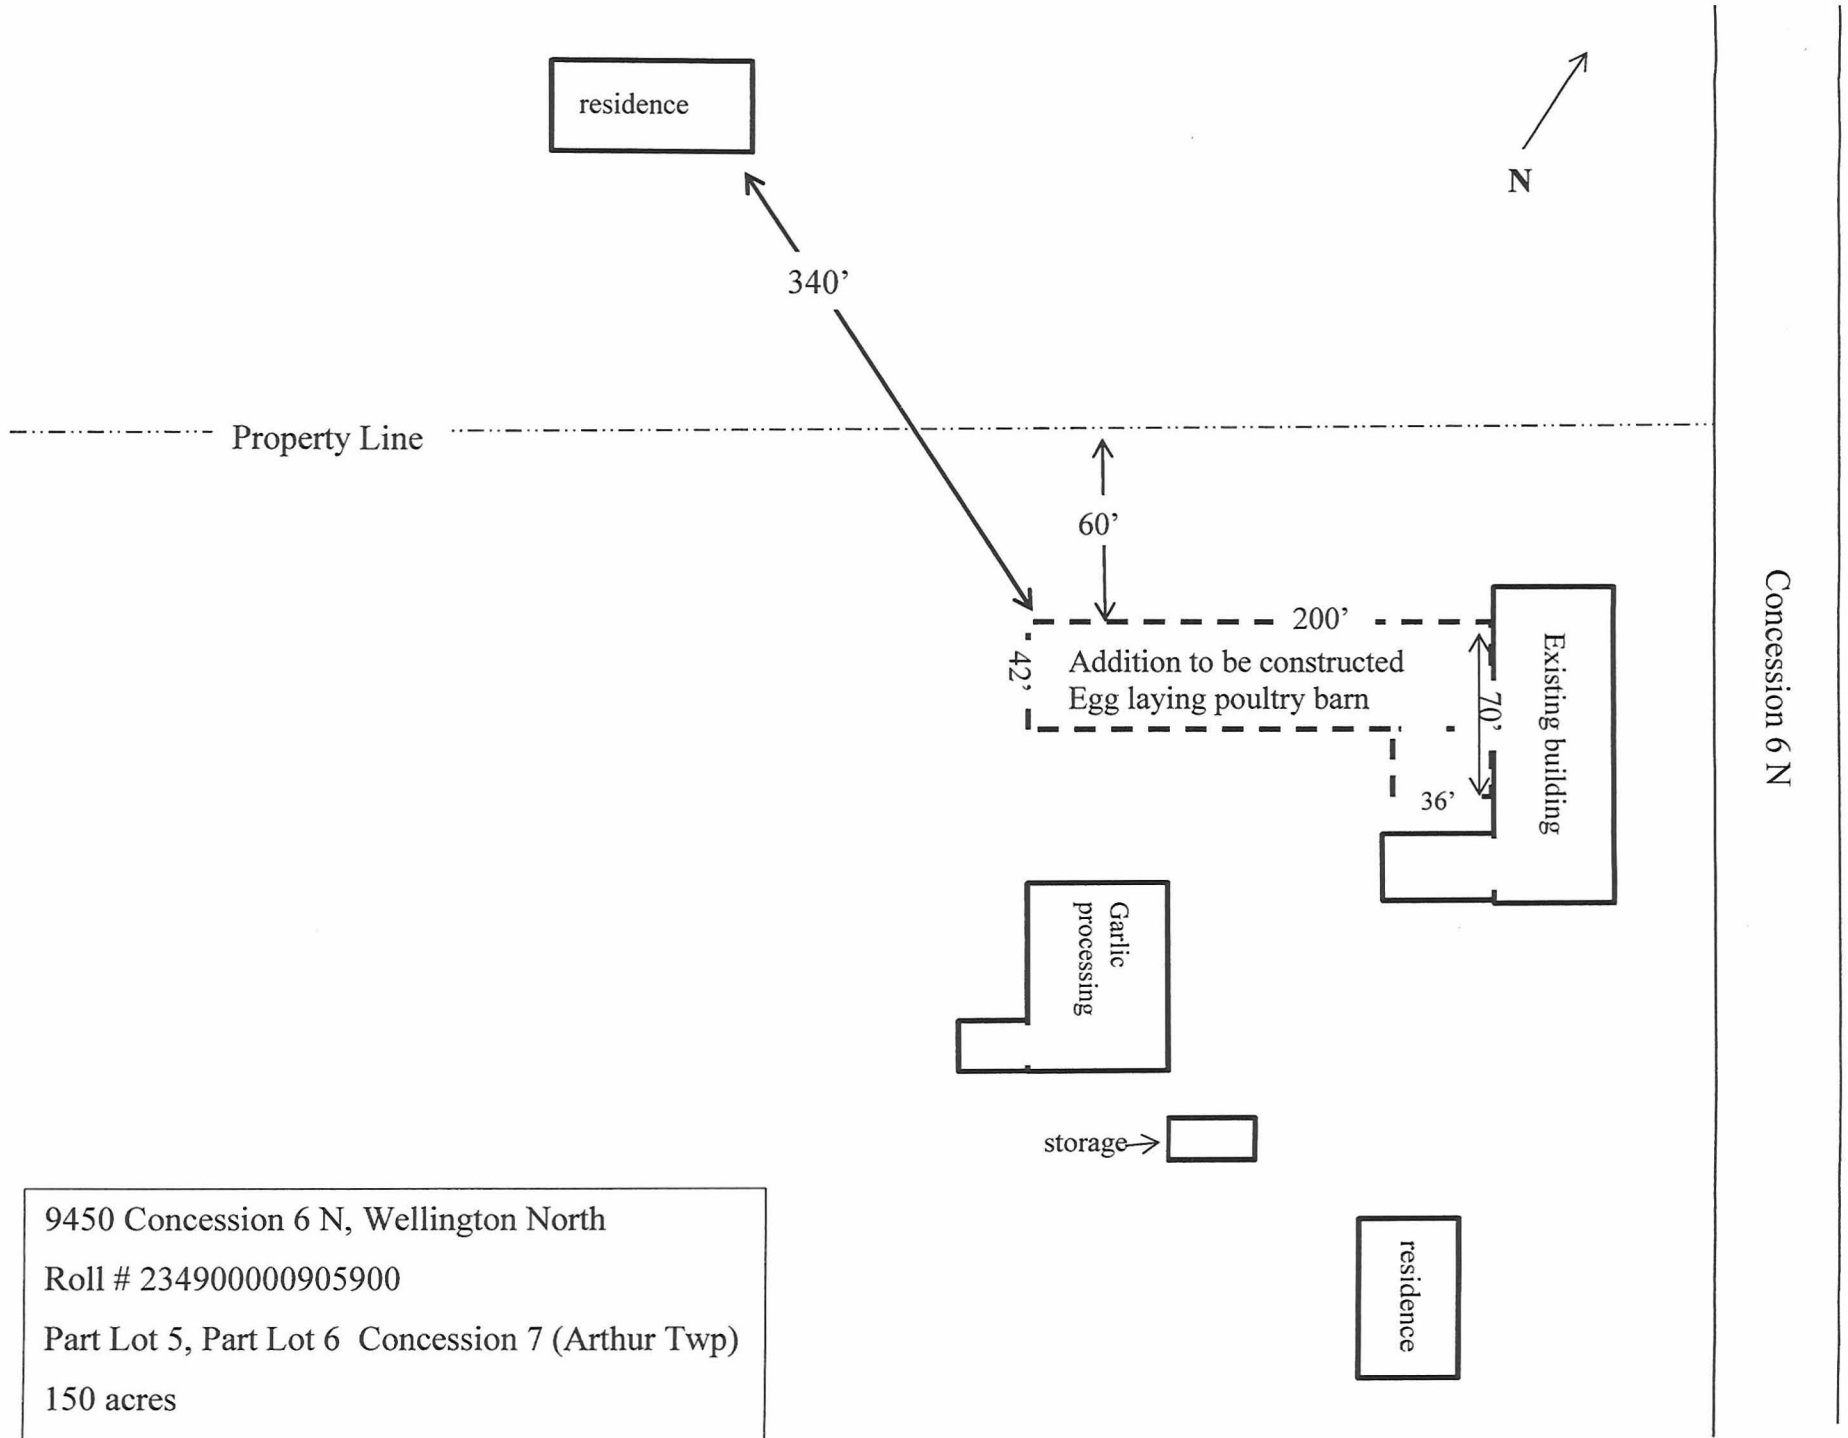 residence
N
340’
Property Line
60’
200’
42’
Addition to be constructed
Egg laying poultry barn
70’
36’
Existing building
Concession 6 N
Garlic
processing
storage
residence
9450 Concession 6 N, Wellington North
Roll # 234900000905900
Part Lot 5, Part Lot 6 Concession 7 (Arthur Twp)
150 acres